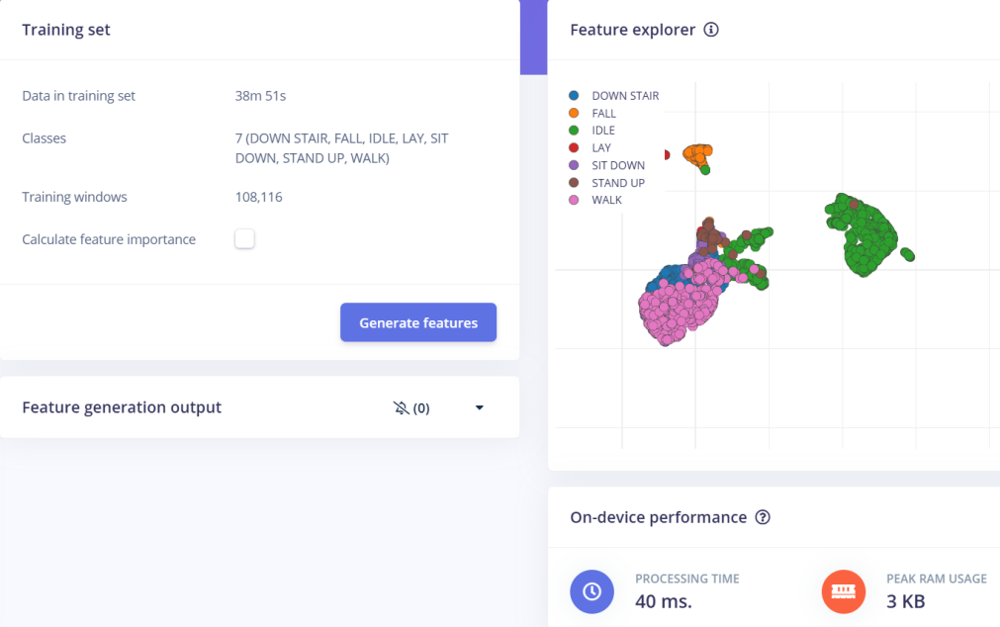 Training set
Data in training set 38m 51s
Classes 7 (DOWN STAIR, FALL, IDLE, LAY, SIT
DOWN, STAND UP, WALK)
Training windows 108,116
Calculate feature importance
Generate features
Feature generation output (0)
Feature explorer
DOWN STAIR
FALL
IDLE
LAY
SIT DOWN
STAND UP
WALK
On-device performance
PROCESSING TIME
40 ms.
PEAK RAM USAGE
3 KB